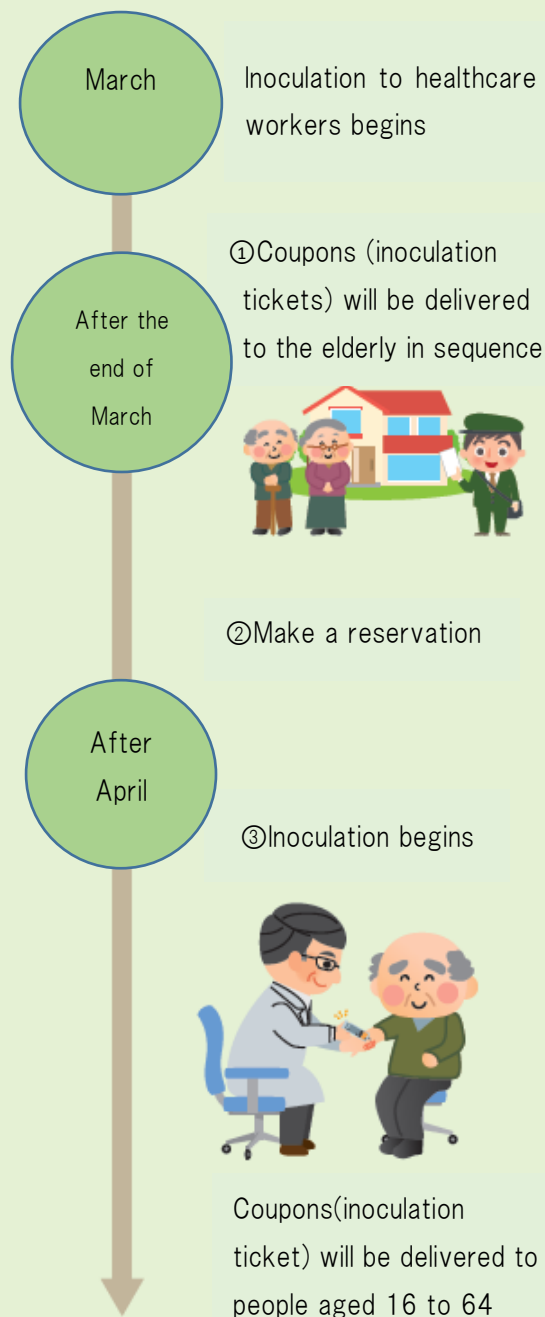 March
Inoculation to healthcare
workers begins
After the
end of
March
①Coupons (inoculation
tickets) will be delivered
to the elderly in sequence
②Make a reservation
After
April
③Inoculation begins
Coupons(inoculation
ticket) will be delivered to
people aged 16 to 64